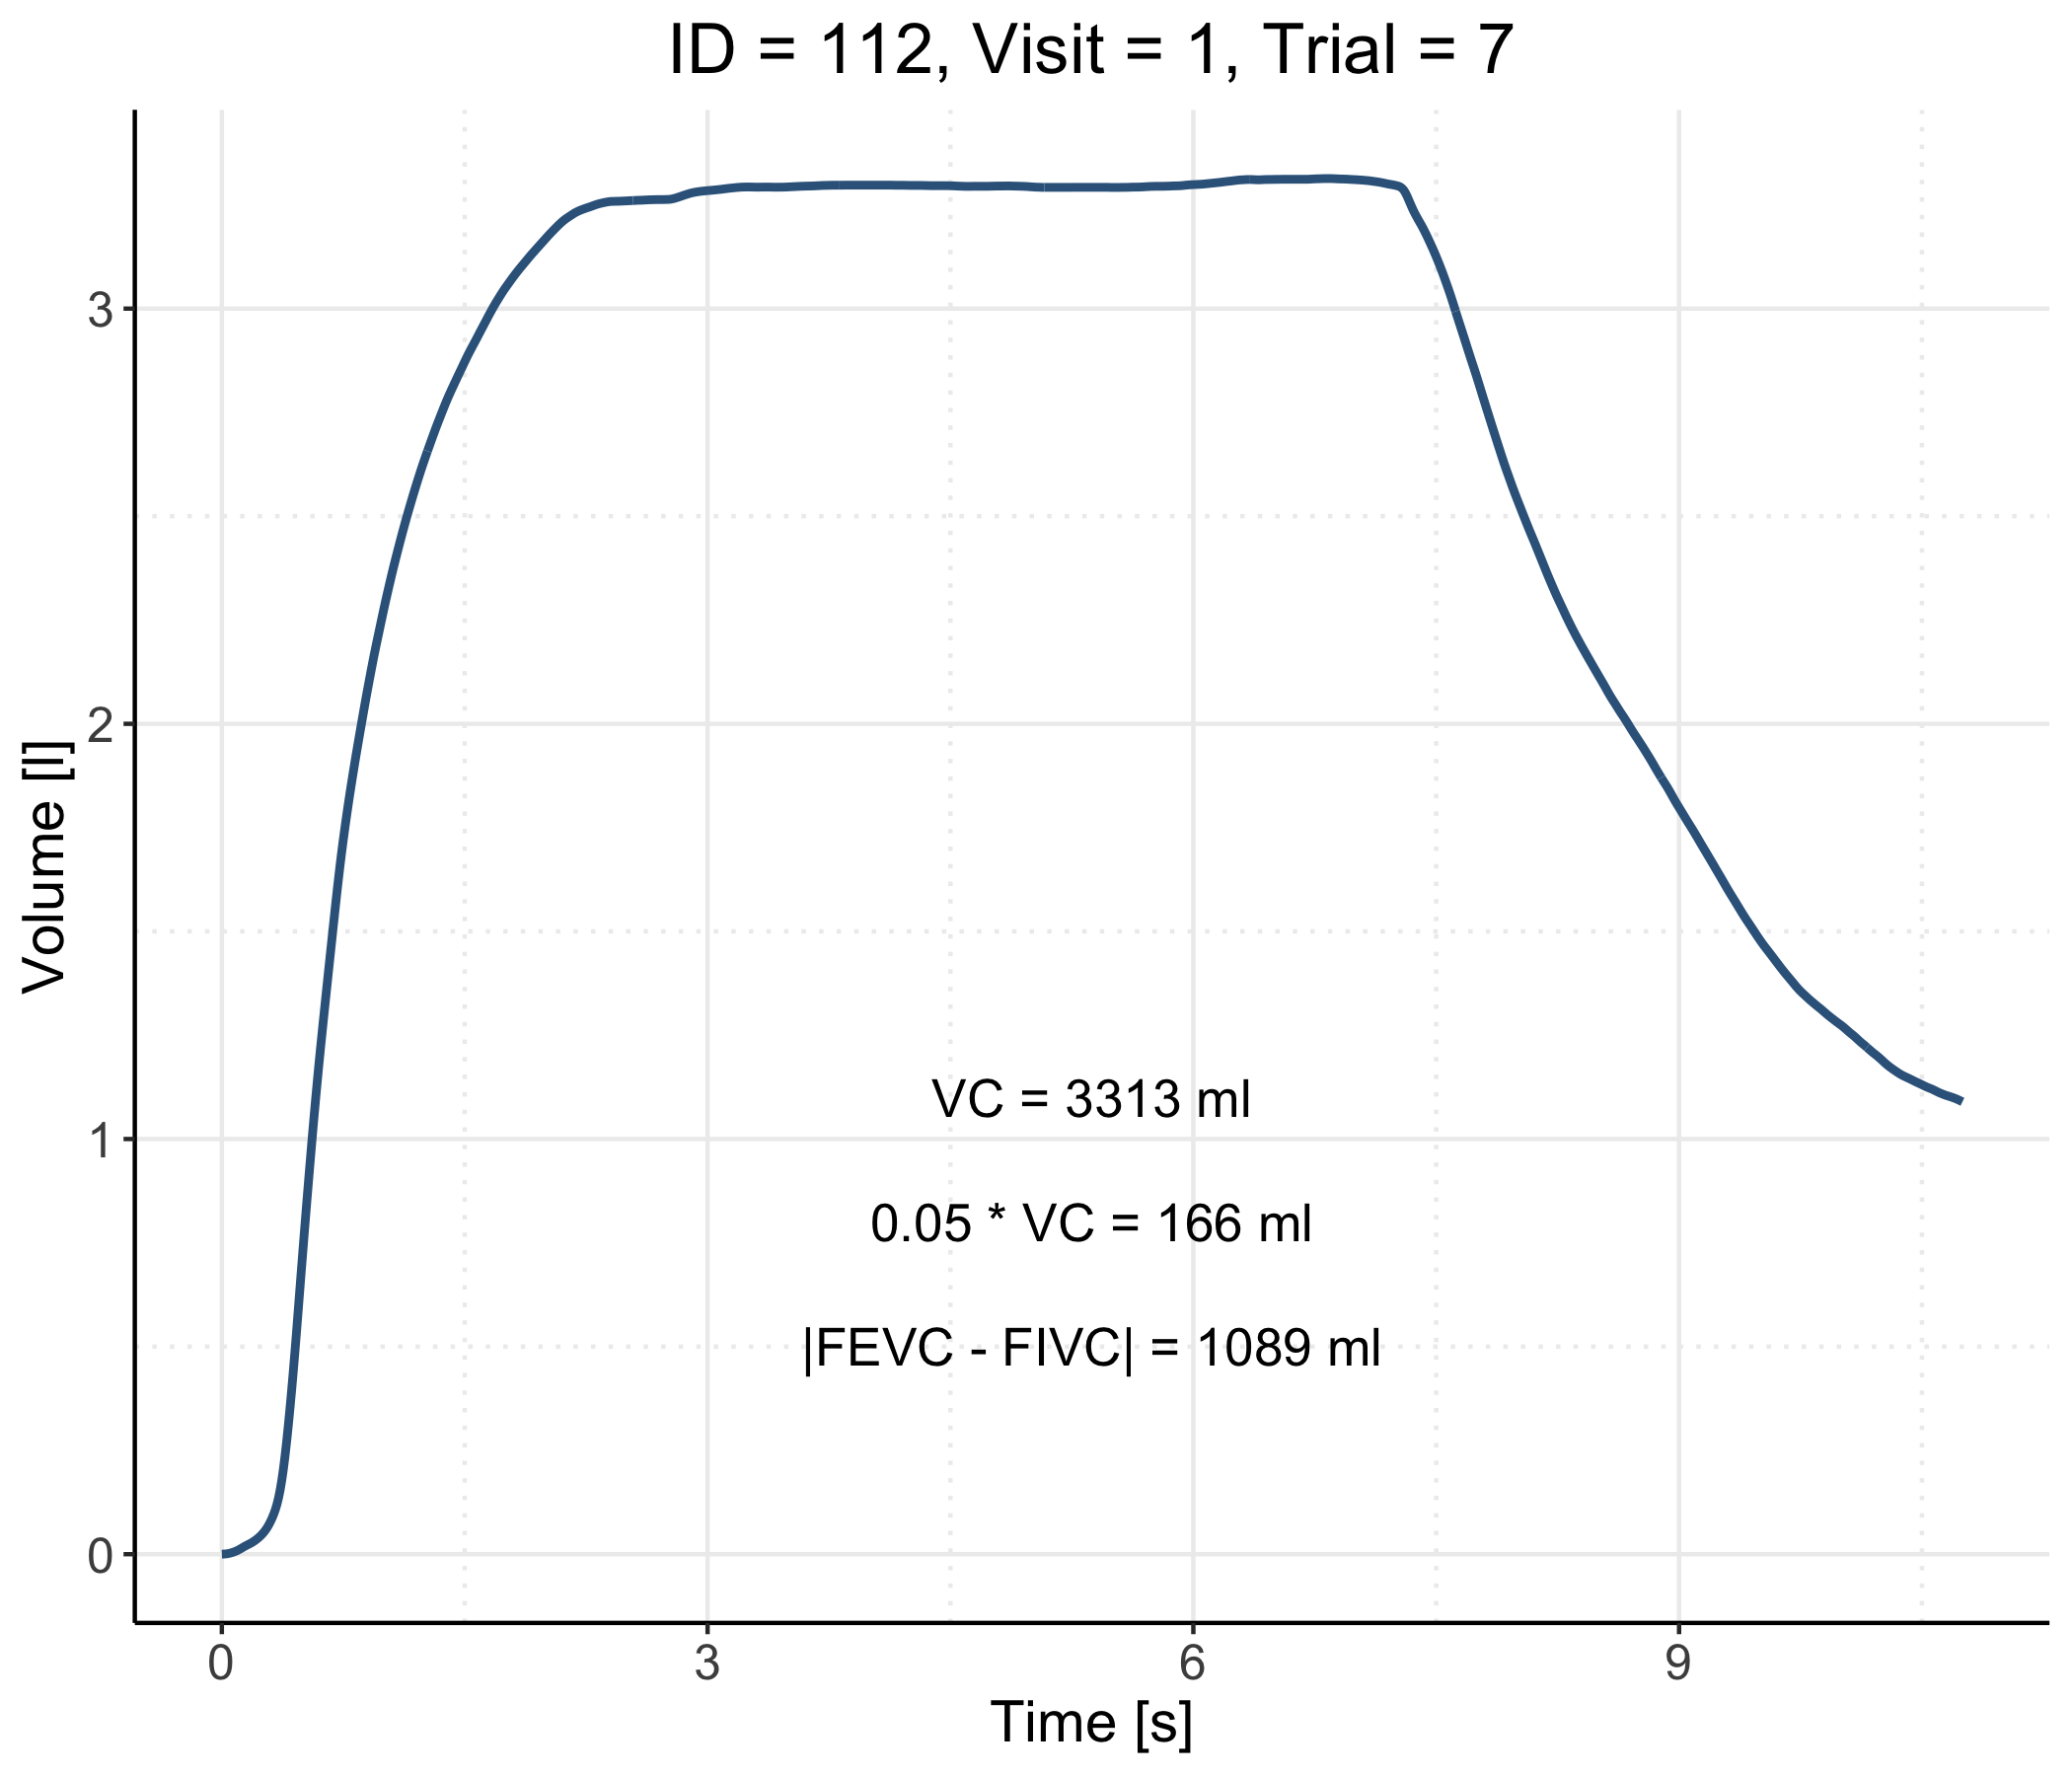 ID = 112, Visit = 1, Trial = 7
3
2
1
0
Volume [l]
VC = 3313 ml
0.05 * VC = 166 ml
|FEVC - FIVC| = 1089 ml
0 3 6 9
Time [s]